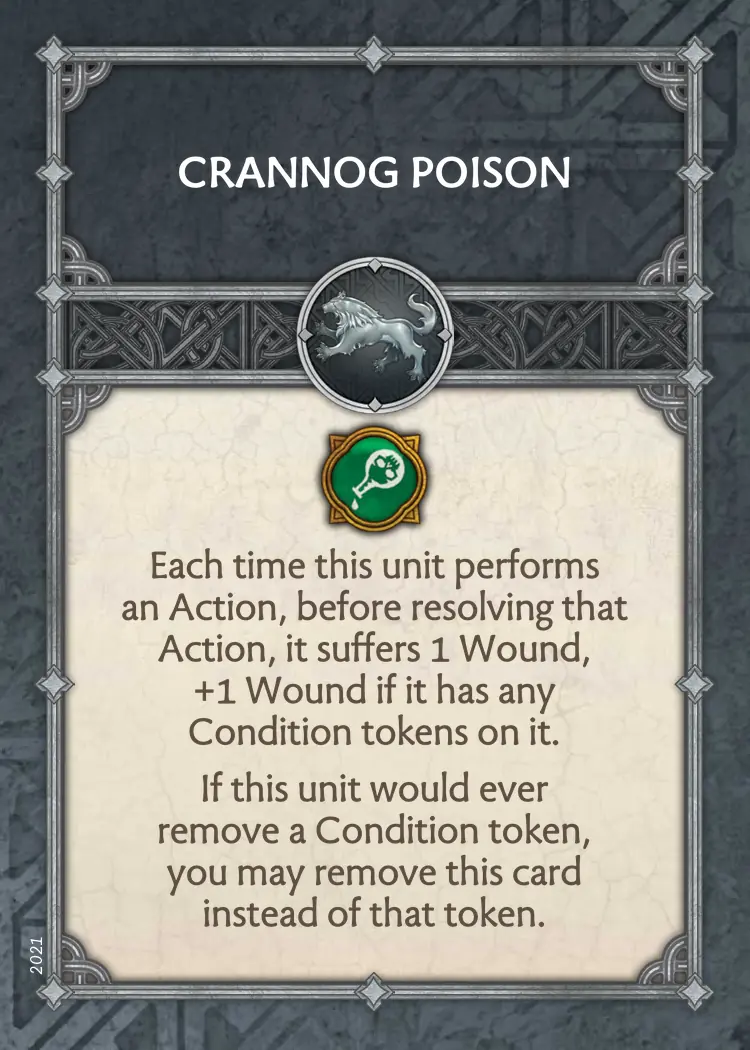 CRANNOG POISON
Each time this unit performs
an Action, before resolving that
Action, it suffers 1 Wound,
+1 Wound if it has any
Condition tokens on it.
If this unit would ever
remove a Condition token,
you may remove this card
instead of that token.
2021